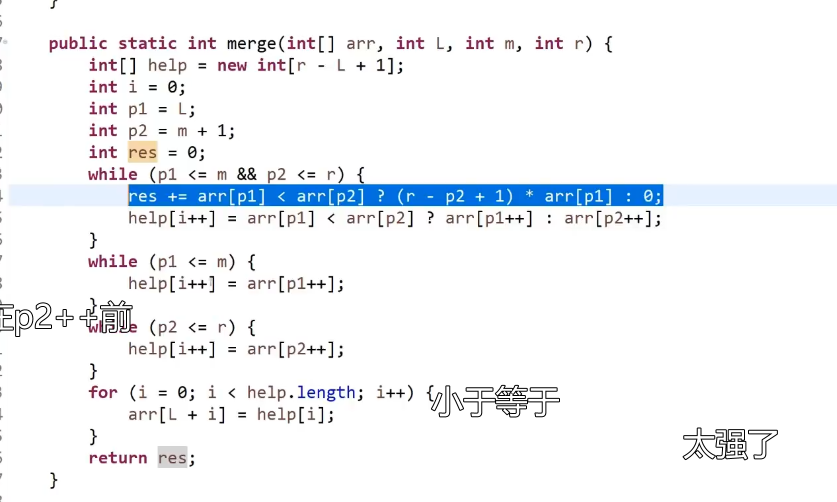 }
public static int merge(int[] arr, int L, int m, int r) {
int[] help = new int[r - L + 1];
int i = 0;
int p1 = L;
int p2 = m + 1;
int res = 0;
while (p1 <= m && p2 <= r) {
res += arr[p1] < arr[p2] ? (r - p2 + 1) * arr[p1] : 0;
help[i++] = arr[p1] < arr[p2] ? arr[p1++] : arr[p2++];
}
while (p1 <= m) {
help[i++] = arr[p1++];
}
在p2++前
while (p2 <= r) {
help[i++] = arr[p2++];
}
for (i = 0; i < help.length; i++) {
小于等于
arr[L + i] = help[i];
}
太强了
return res;
}